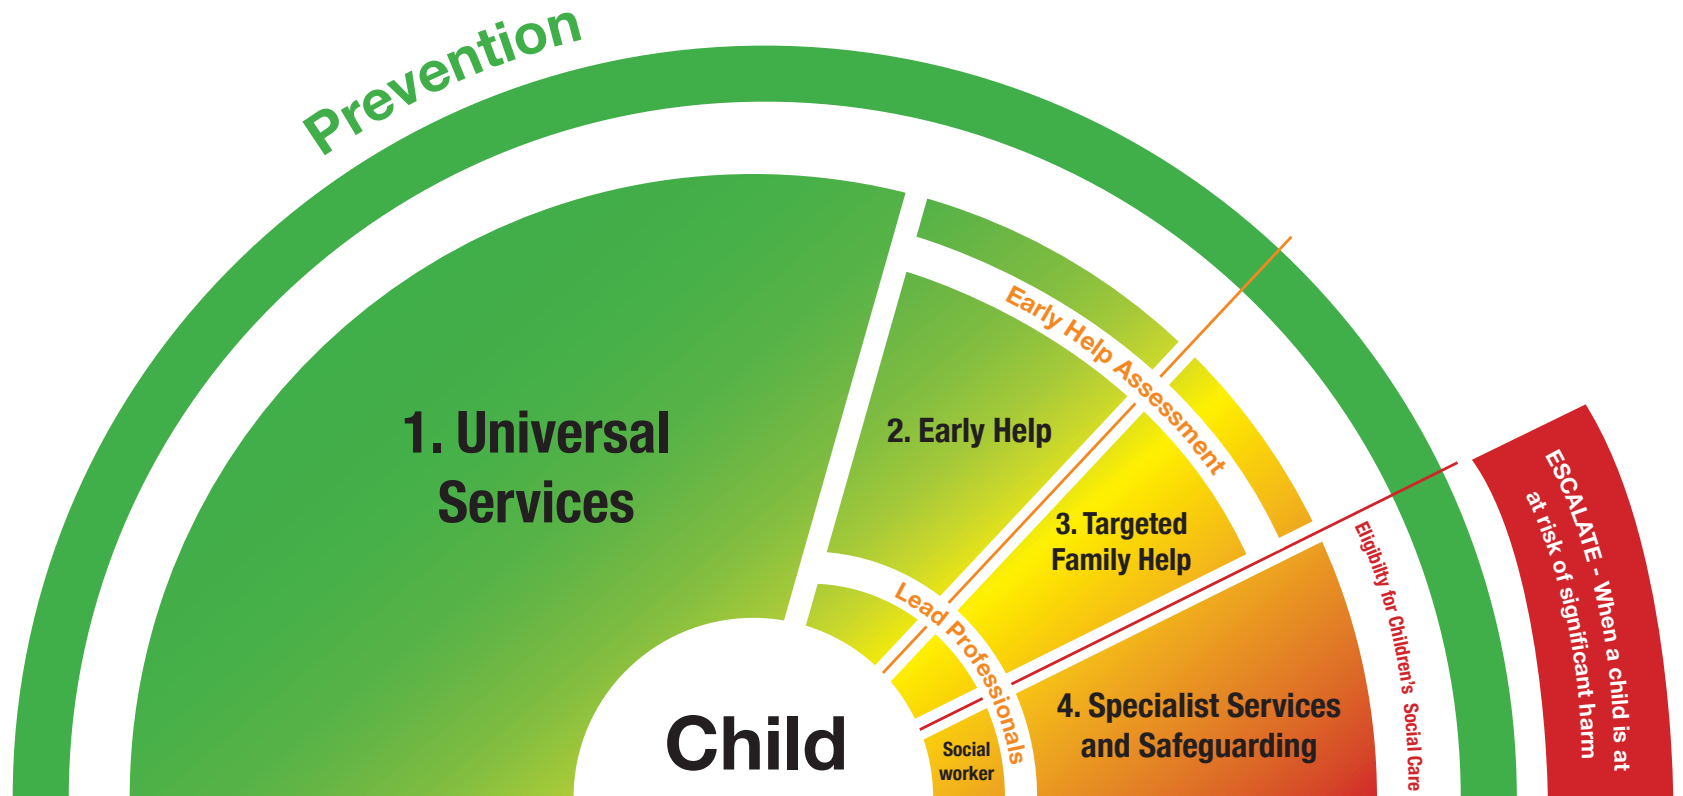 Prevention
1. Universal
Services
Early Help Assessment
2. Early Help
3. Targeted
Family Help
Lead Professionals
4. Specialist Services
and Safeguarding
Social
worker
Child
Eligibilty for Children's Social Care
ESCALATE - When a child is at
at risk of significant harm